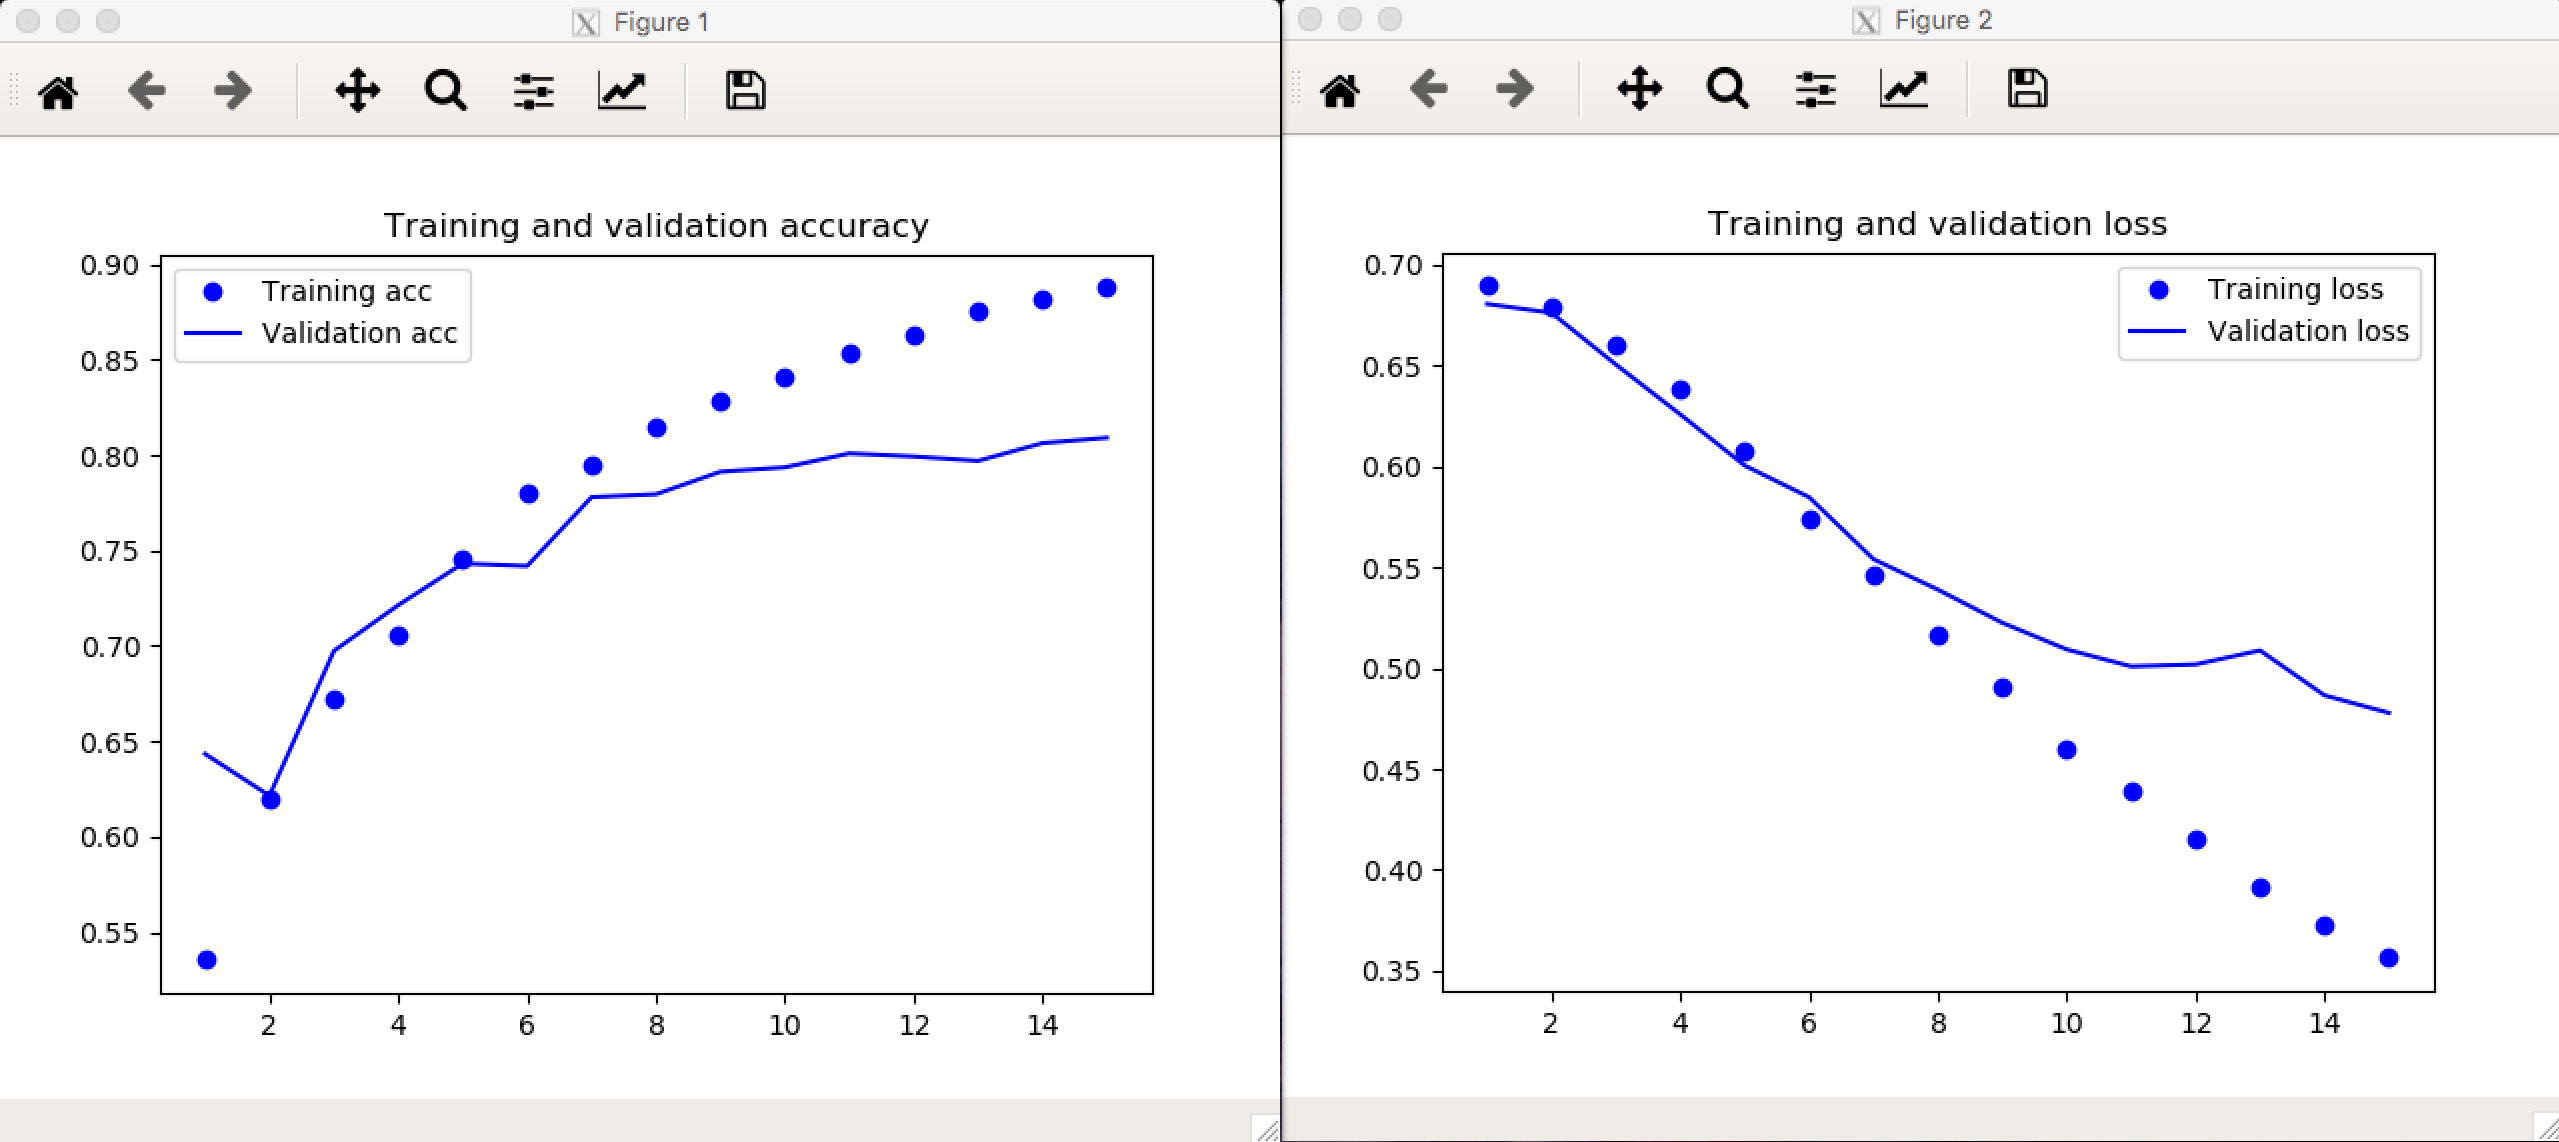 Figure 1
Training and validation accuracy
0.90
0.85
0.80
0.75
0.70
0.65
0.60
0.55
Training acc
Validation acc
2 4 6 8 10 12 14
Figure 2
Training and validation loss
0.70
0.65
0.60
0.55
0.50
0.45
0.40
0.35
Training loss
Validation loss
2 4 6 8 10 12 14